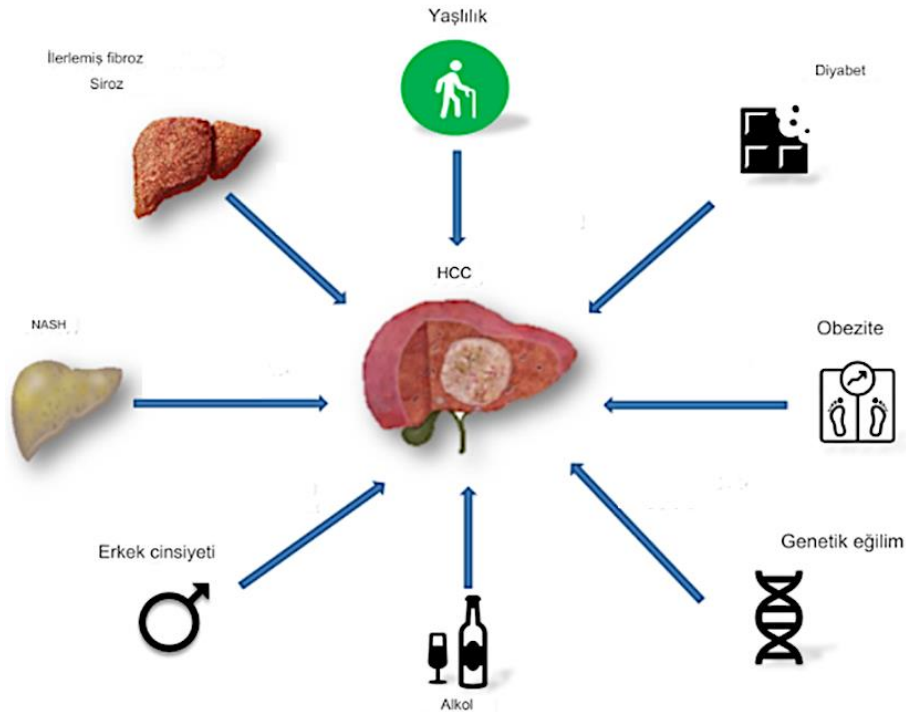 Yaşlılık
İlerlemiş fibroz
Siroz
Diyabet
HCC
NASH
Obezite
Erkek cinsiyeti
Genetik eğilim
Alkol